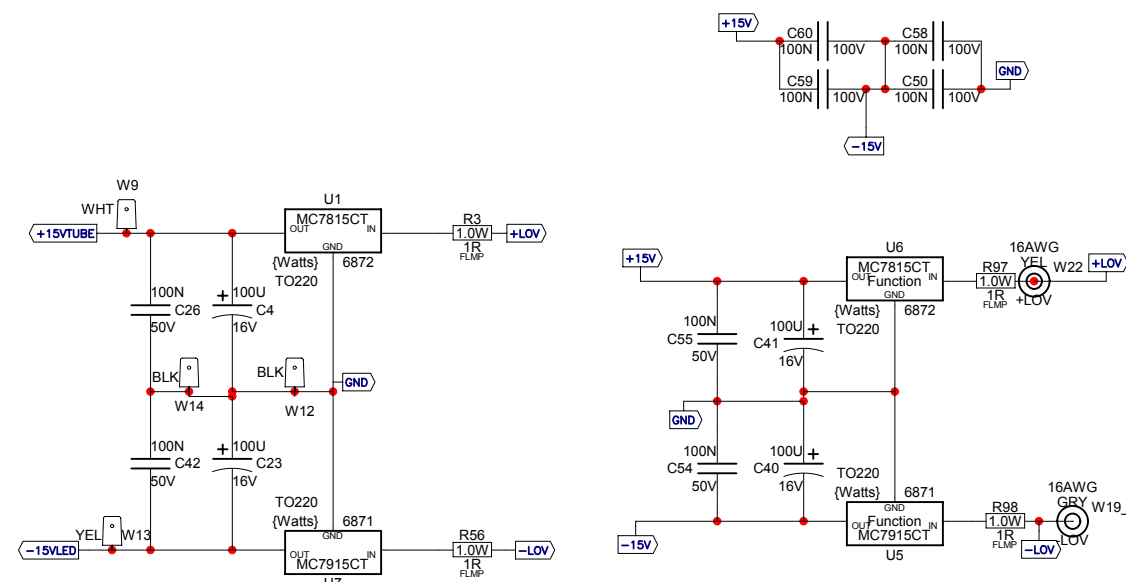 +15V
C60
100N
100V
C58
100N
100V
C59
100N
100V
C50
100N
100V
GND
-15V
W9
WHT
+15VTUBE
U1
MC7815CT
OUT
IN
GND
{Watts}
6872
TO220
R3
1.0W
1R
FLMP
+LOV
100N
C26
50V
+
100U
C4
16V
BLK
W14
BLK
W12
GND
100N
C42
50V
+
100U
C23
16V
YEL
W13
-15VLED
TO220
{Watts}
6871
GND
OUT
IN
MC7915CT
U7
R56
1.0W
1R
FLMP
-LOV
+15V
U6
MC7815CT
OUT
Function
IN
GND
{Watts}
6872
TO220
R97
1.0W
1R
FLMP
16AWG
YEL
W22
+LOV
+LOV
100N
C55
50V
100U
+
C41
16V
GND
100N
C54
50V
100U
+
C40
16V
TO220
{Watts}
6871
GND
OUT
Function
IN
MC7915CT
U5
-15V
R98
1.0W
1R
FLMP
16AWG
GRY
W19_
-LOV
-LOV